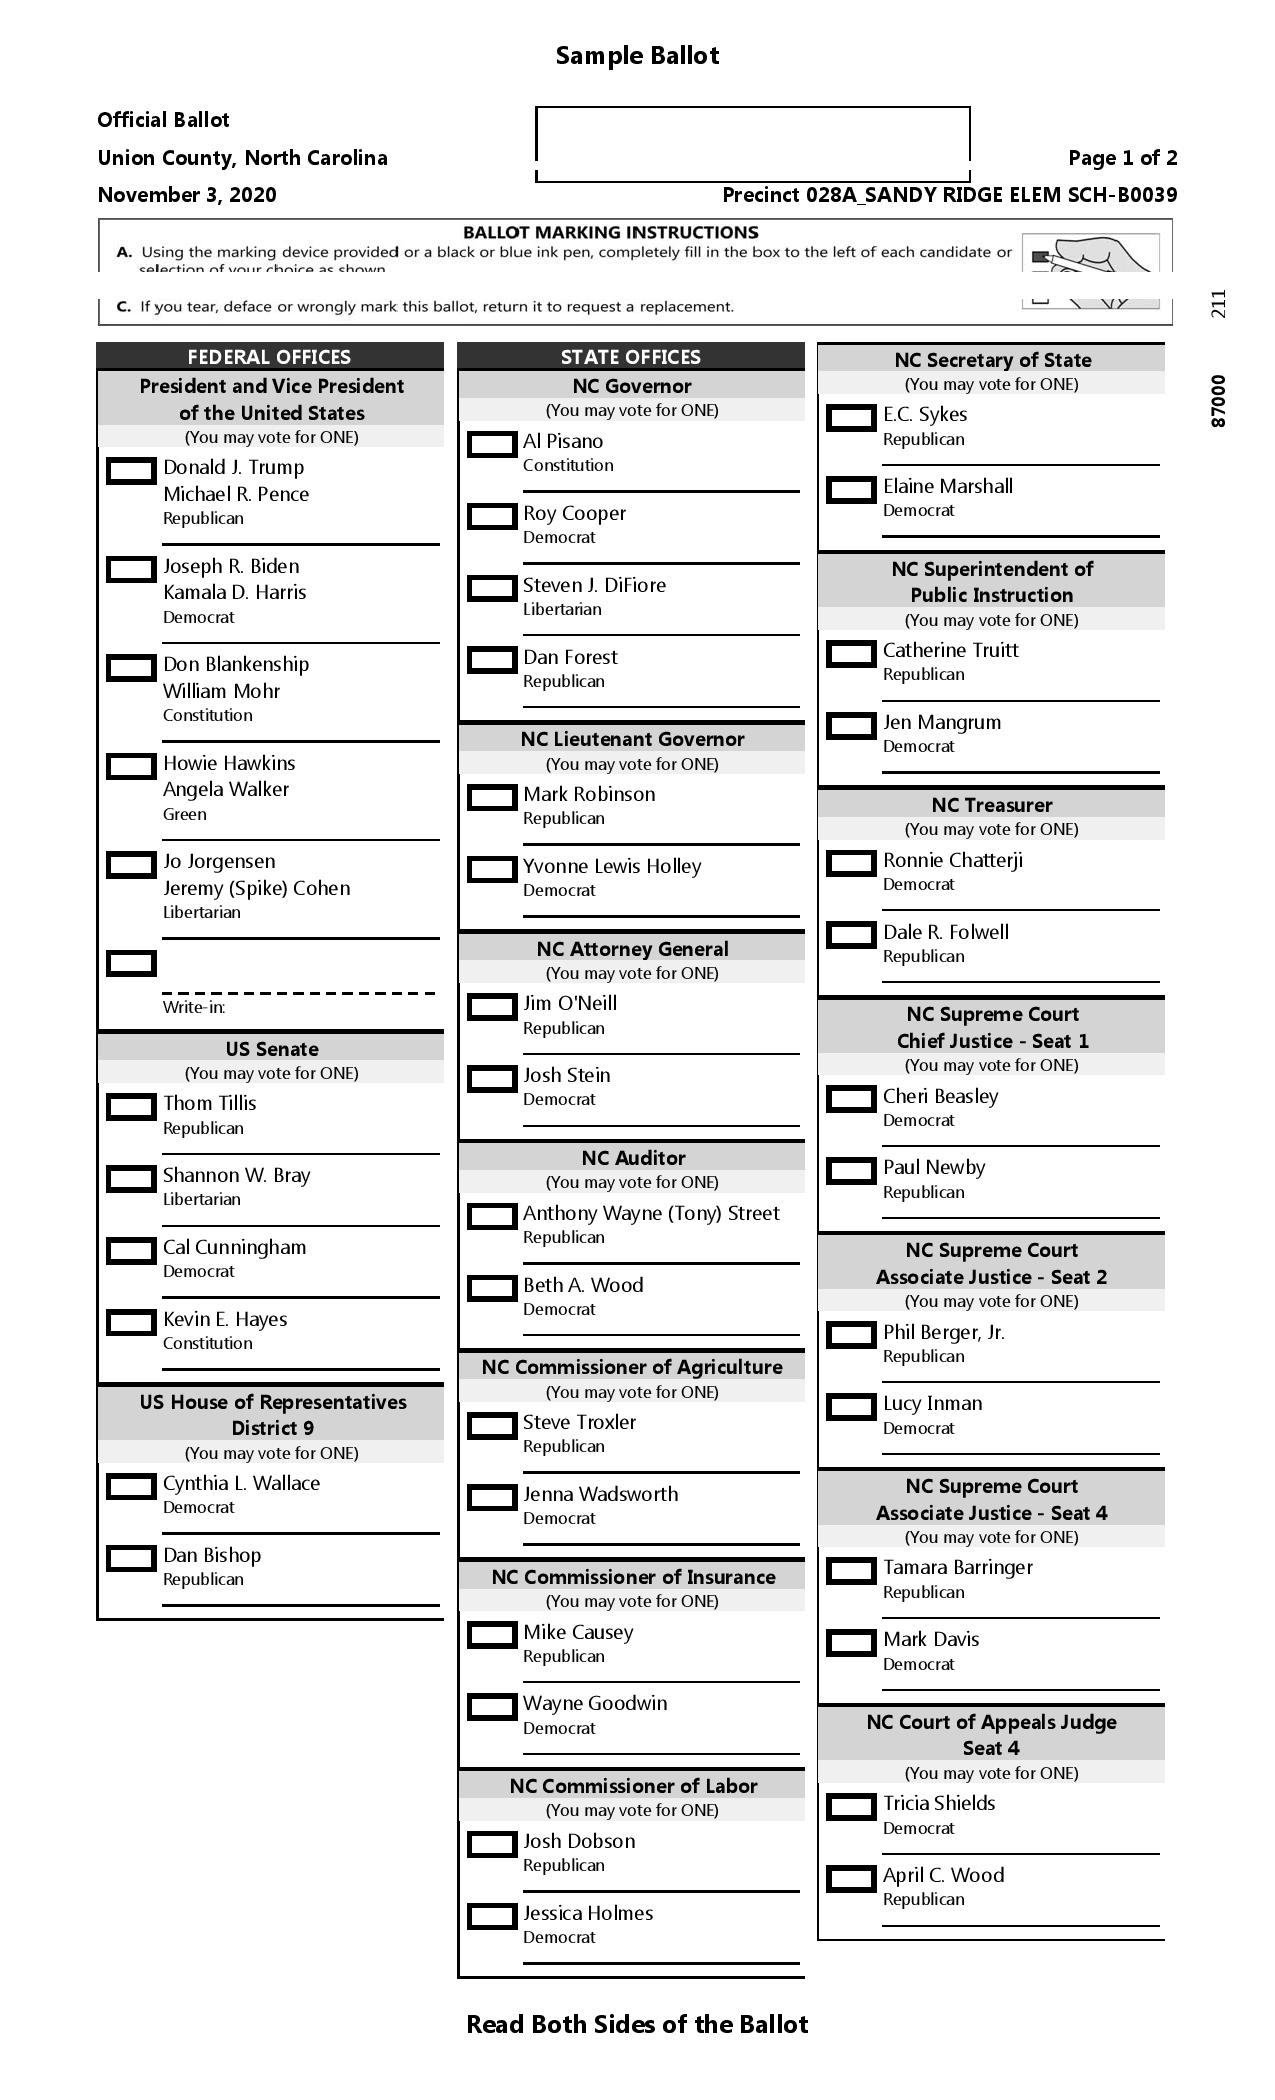 Sample Ballot
Official Ballot
Union County, North Carolina
Page 1 of 2
November 3, 2020
Precinct 028A_SANDY RIDGE ELEM SCH-B0039
BALLOT MARKING INSTRUCTIONS
A. Using the marking device provided or a black or blue ink pen, completely fill in the box to the left of each candidate or
selection of your choice as shown.
C. If you tear, deface or wrongly mark this ballot, return it to request a replacement.
211
87000
FEDERAL OFFICES
President and Vice President
of the United States
(You may vote for ONE)
Donald J. Trump
Michael R. Pence
Republican
Joseph R. Biden
Kamala D. Harris
Democrat
Don Blankenship
William Mohr
Constitution
Howie Hawkins
Angela Walker
Green
Jo Jorgensen
Jeremy (Spike) Cohen
Libertarian
Write-in:
US Senate
(You may vote for ONE)
Thom Tillis
Republican
Shannon W. Bray
Libertarian
Cal Cunningham
Democrat
Kevin E. Hayes
Constitution
US House of Representatives
District 9
(You may vote for ONE)
Cynthia L. Wallace
Democrat
Dan Bishop
Republican
STATE OFFICES
NC Governor
(You may vote for ONE)
Al Pisano
Constitution
Roy Cooper
Democrat
Steven J. DiFiore
Libertarian
Dan Forest
Republican
NC Lieutenant Governor
(You may vote for ONE)
Mark Robinson
Republican
Yvonne Lewis Holley
Democrat
NC Attorney General
(You may vote for ONE)
Jim O'Neill
Republican
Josh Stein
Democrat
NC Auditor
(You may vote for ONE)
Anthony Wayne (Tony) Street
Republican
Beth A. Wood
Democrat
NC Commissioner of Agriculture
(You may vote for ONE)
Steve Troxler
Republican
Jenna Wadsworth
Democrat
NC Commissioner of Insurance
(You may vote for ONE)
Mike Causey
Republican
Wayne Goodwin
Democrat
NC Commissioner of Labor
(You may vote for ONE)
Josh Dobson
Republican
Jessica Holmes
Democrat
NC Secretary of State
(You may vote for ONE)
E.C. Sykes
Republican
Elaine Marshall
Democrat
NC Superintendent of
Public Instruction
(You may vote for ONE)
Catherine Truitt
Republican
Jen Mangrum
Democrat
NC Treasurer
(You may vote for ONE)
Ronnie Chatterji
Democrat
Dale R. Folwell
Republican
NC Supreme Court
Chief Justice - Seat 1
(You may vote for ONE)
Cheri Beasley
Democrat
Paul Newby
Republican
NC Supreme Court
Associate Justice - Seat 2
(You may vote for ONE)
Phil Berger, Jr.
Republican
Lucy Inman
Democrat
NC Supreme Court
Associate Justice - Seat 4
(You may vote for ONE)
Tamara Barringer
Republican
Mark Davis
Democrat
NC Court of Appeals Judge
Seat 4
(You may vote for ONE)
Tricia Shields
Democrat
April C. Wood
Republican
Read Both Sides of the Ballot